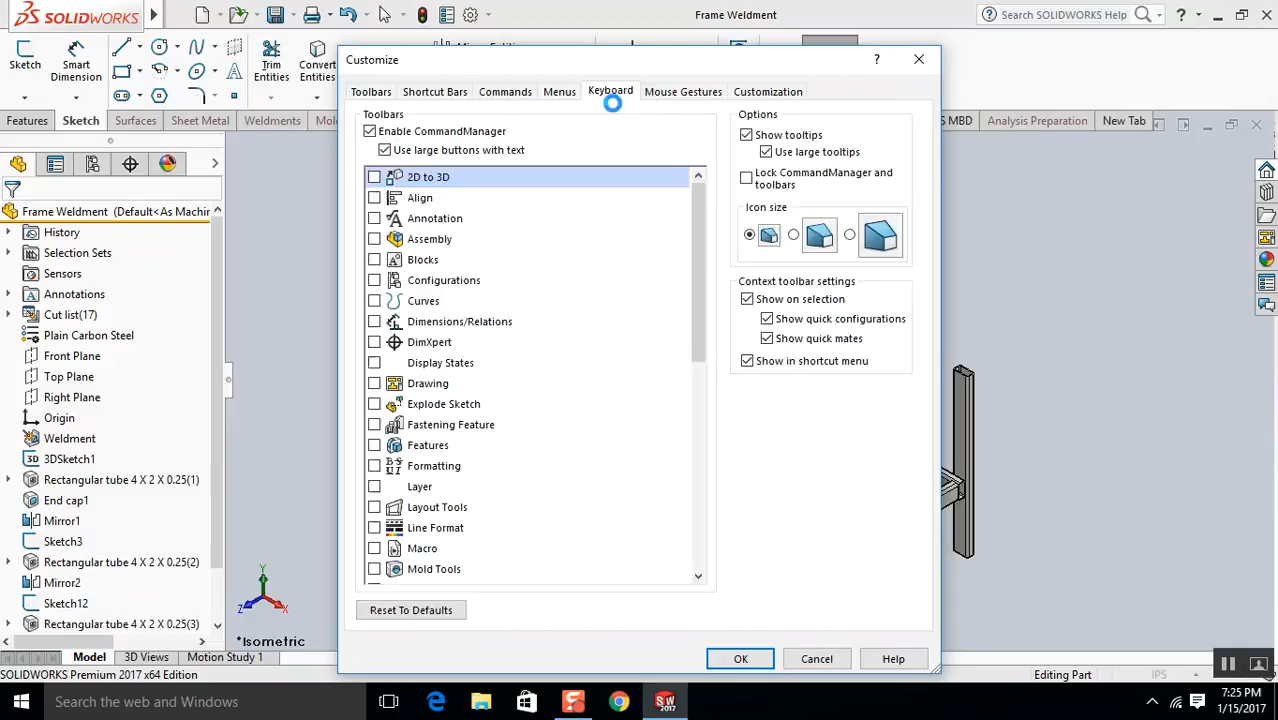 SOLIDWORKS
Frame Weldment
Search SOLIDWORKS Help
?
Sketch
Smart Dimension
Trim Entities
Convert Entities
Features
Sketch
Surfaces
Sheet Metal
Weldments
SS MBD
Analysis Preparation
New Tab
Frame Weldment (Default<As Machin
History
Selection Sets
Sensors
Annotations
Cut list(17)
Plain Carbon Steel
Front Plane
Top Plane
Right Plane
Origin
Weldment
3D 3DSketch1
Rectangular tube 4 X 2 X 0.25(1)
End cap1
Mirror1
Sketch3
Rectangular tube 4 X 2 X 0.25(2)
Mirror2
Sketch12
Rectangular tube 4 X 2 X 0.25(3)
Customize
?
Toolbars
Shortcut Bars
Commands
Menus
Keyboard
Mouse Gestures
Customization
Toolbars
Enable CommandManager
Use large buttons with text
2D to 3D
Align
Annotation
Assembly
Blocks
Configurations
Curves
Dimensions/Relations
DimXpert
Display States
Drawing
Explode Sketch
Fastening Feature
Features
Formatting
Layer
Layout Tools
Line Format
Macro
Mold Tools
Reset To Defaults
Options
Show tooltips
Use large tooltips
Lock CommandManager and
toolbars
Icon size
Context toolbar settings
Show on selection
Show quick configurations
Show quick mates
Show in shortcut menu
OK
Cancel
Help
Y
Z
X
*Isometric
Model
3D Views
Motion Study 1
SOLIDWORKS Premium 2017 x64 Edition
Editing Part
IPS
Search the web and Windows
7:25 PM
1/15/2017